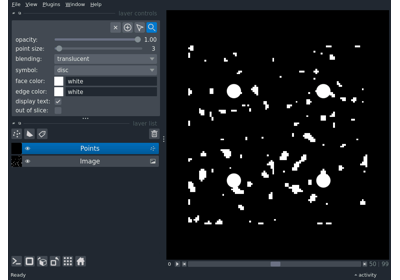 File View Plugins Window Help
layer controls
opacity: 1.00
point size: 3
blending: translucent
symbol: disc
face color: white
edge color: white
display text: ✓
out of slice:
layer list
Points
Image
50 99
Ready
activity